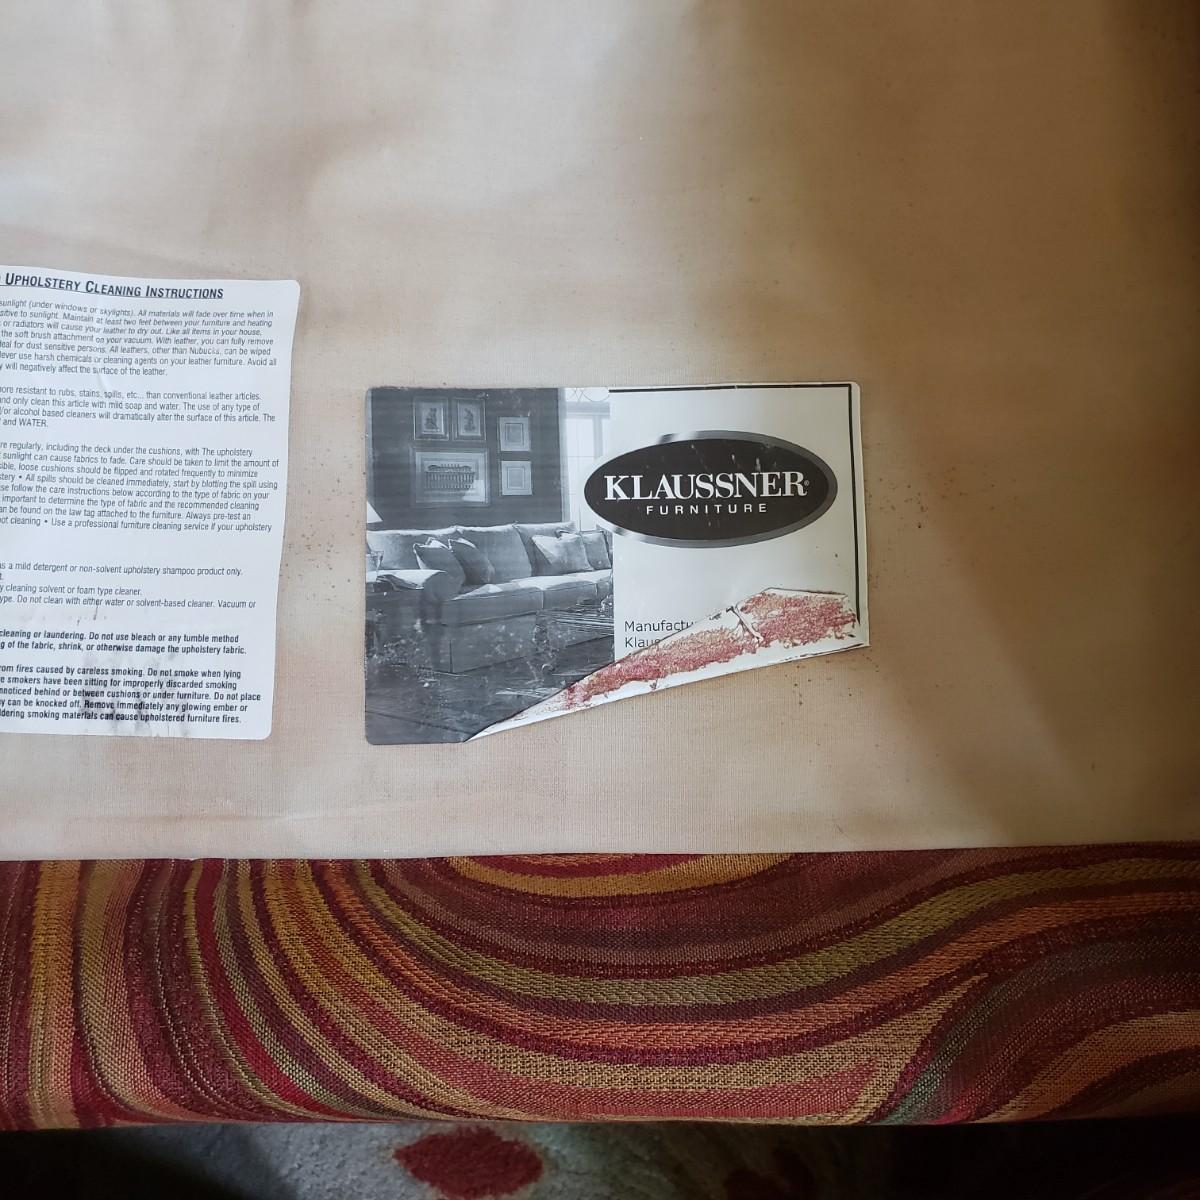 UPHOLSTERY CLEANING INSTRUCTIONS
sunlight (under windows or skylights). All materials will fade over time when in
sitive to sunlight. Maintain at least two feet between your furniture and heating
or radiators will cause your leather to dry out. Like all items in your house,
the soft brush attachment on your vacuum. With leather, you can fully remove
deal for dust sensitive persons. All leathers, other than Nubucks, can be wiped
Never use harsh chemicals or cleaning agents on your leather furniture. Avoid all
y will negatively affect the surface of the leather.
more resistant to rubs, stains, spills, etc... than conventional leather articles.
and only clean this article with mild soap and water. The use of any type of
/or alcohol based cleaners will dramatically alter the surface of this article. The
and WATER.
re regularly, including the deck under the cushions, with The upholstery
sunlight can cause fabrics to fade. Care should be taken to limit the amount of
sible, loose cushions should be flipped and rotated frequently to minimize
stery • All spills should be cleaned immediately, start by blotting the spill using
se follow the care instructions below according to the type of fabric on your
important to determine the type of fabric and the recommended cleaning
an be found on the law tag attached to the furniture. Always pre-test an
oot cleaning • Use a professional furniture cleaning service if your upholstery
s a mild detergent or non-solvent upholstery shampoo product only.
t.
y cleaning solvent or foam type cleaner.
ype. Do not clean with either water or solvent-based cleaner. Vacuum or
cleaning or laundering. Do not use bleach or any tumble method
g of the fabric, shrink, or otherwise damage the upholstery fabric.
rom fires caused by careless smoking. Do not smoke when lying
e smokers have been sitting for improperly discarded smoking
nnoticed behind or between cushions or under furniture. Do not place
y can be knocked off. Remove immediately any glowing ember or
ldering smoking materials can cause upholstered furniture fires.
KLAUSSNER®
FURNITURE
Manufactu
Klaus